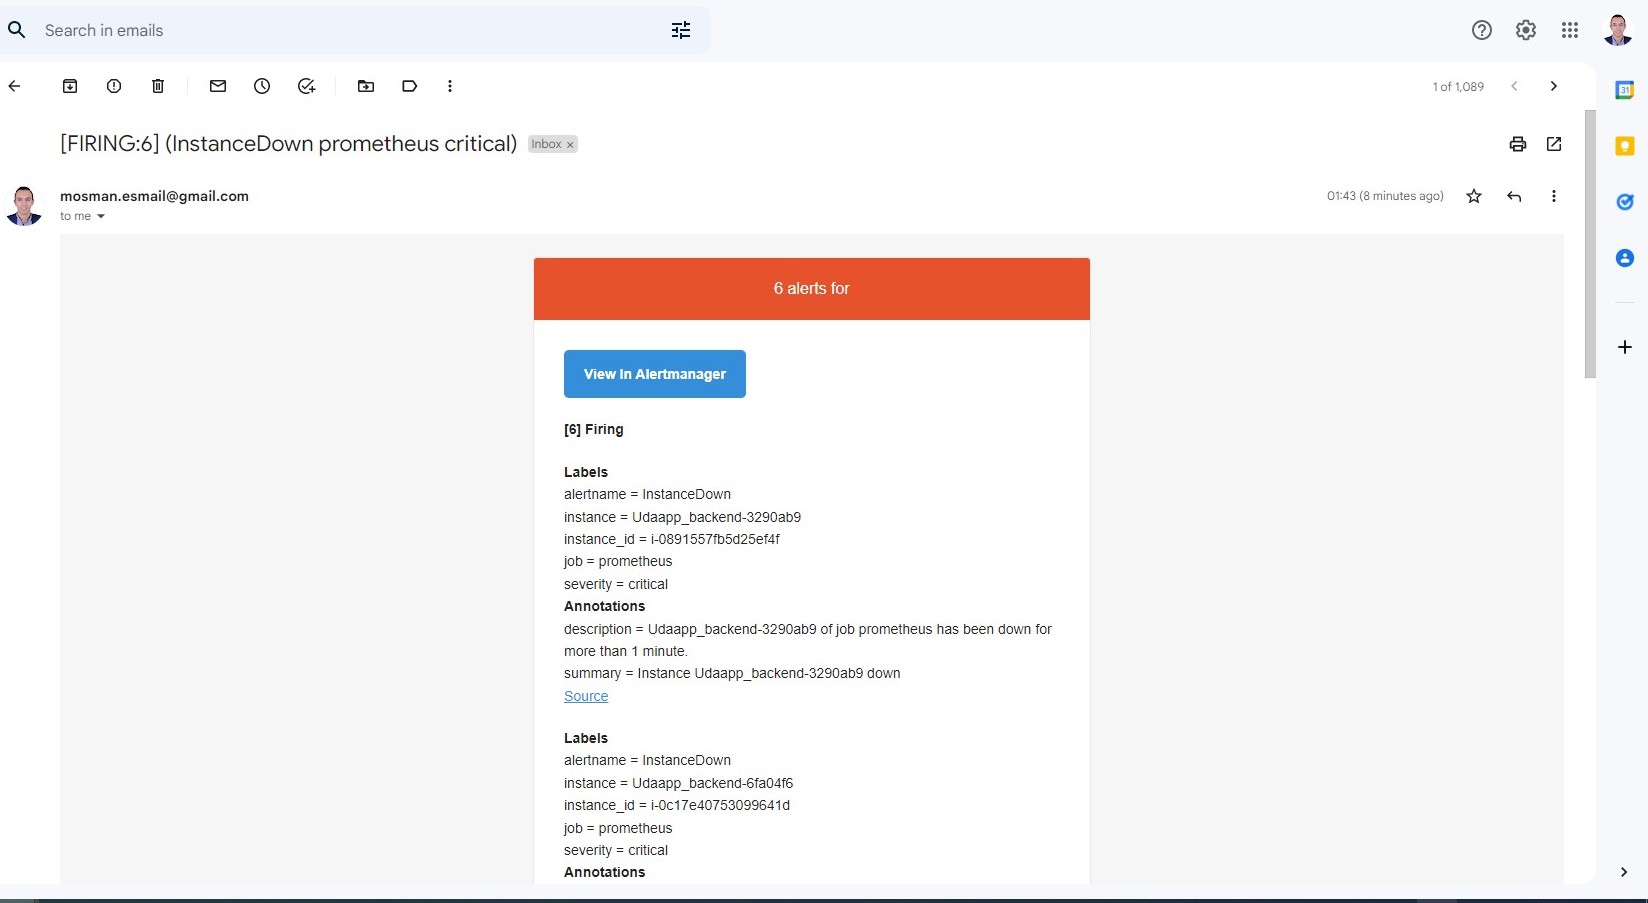 Search in emails
1 of 1,089
31
[FIRING:6] (InstanceDown prometheus critical) Inbox ×
mosman.esmail@gmail.com
01:43 (8 minutes ago)
to me
6 alerts for
View In Alertmanager
[6] Firing
Labels
alertname = InstanceDown
instance = Udaapp_backend-3290ab9
instance_id = i-0891557fb5d25ef4f
job = prometheus
severity = critical
Annotations
description = Udaapp_backend-3290ab9 of job prometheus has been down for
more than 1 minute.
summary = Instance Udaapp_backend-3290ab9 down
Source
Labels
alertname = InstanceDown
instance = Udaapp_backend-6fa04f6
instance_id = i-0c17e40753099641d
job = prometheus
severity = critical
Annotations